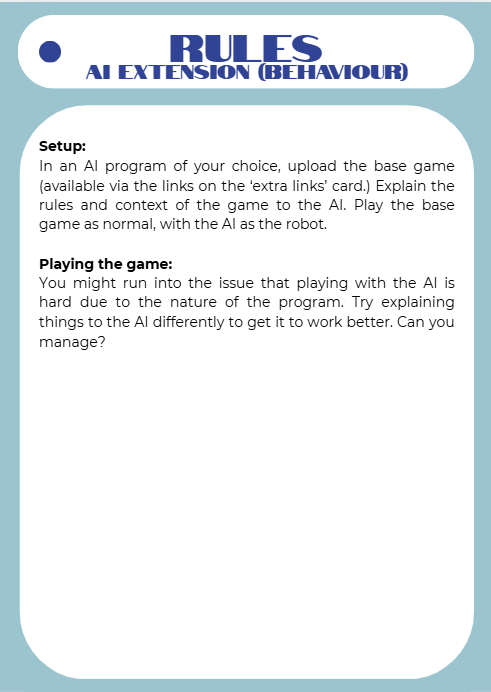 RULES
AI EXTENSION (BEHAVIOUR)
Setup:
In an AI program of your choice, upload the base game
(available via the links on the ‘extra links’ card.) Explain the
rules and context of the game to the AI. Play the base
game as normal, with the AI as the robot.
Playing the game:
You might run into the issue that playing with the AI is
hard due to the nature of the program. Try explaining
things to the AI differently to get it to work better. Can you
manage?